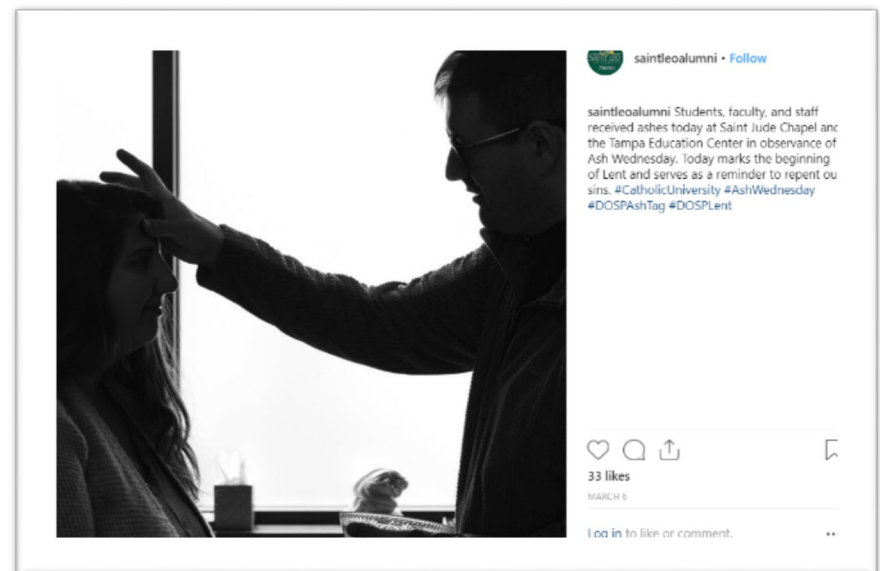 saintleoalumni • Follow
saintleoalumni Students, faculty, and staff
received ashes today at Saint Jude Chapel and
the Tampa Education Center in observance of
Ash Wednesday. Today marks the beginning
of Lent and serves as a reminder to repent ou
sins. #CatholicUniversity #AshWednesday
#DOSPAshTag #DOSPLent
33 likes
MARCH 6
Log in to like or comment.